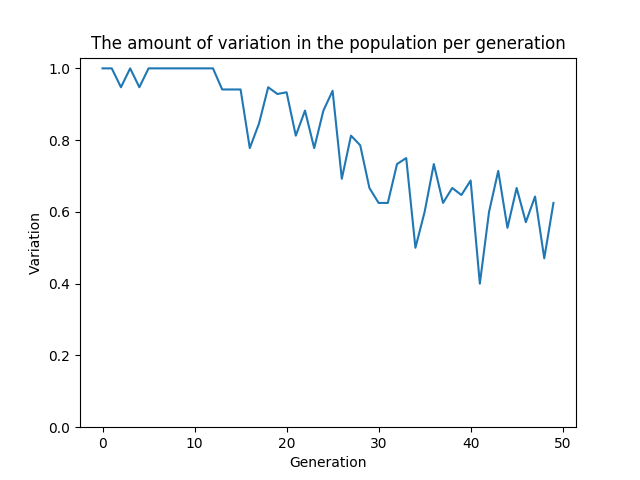 The amount of variation in the population per generation
1.0
0.8
0.6
0.4
0.2
0.0
Variation
0 10 20 30 40 50
Generation